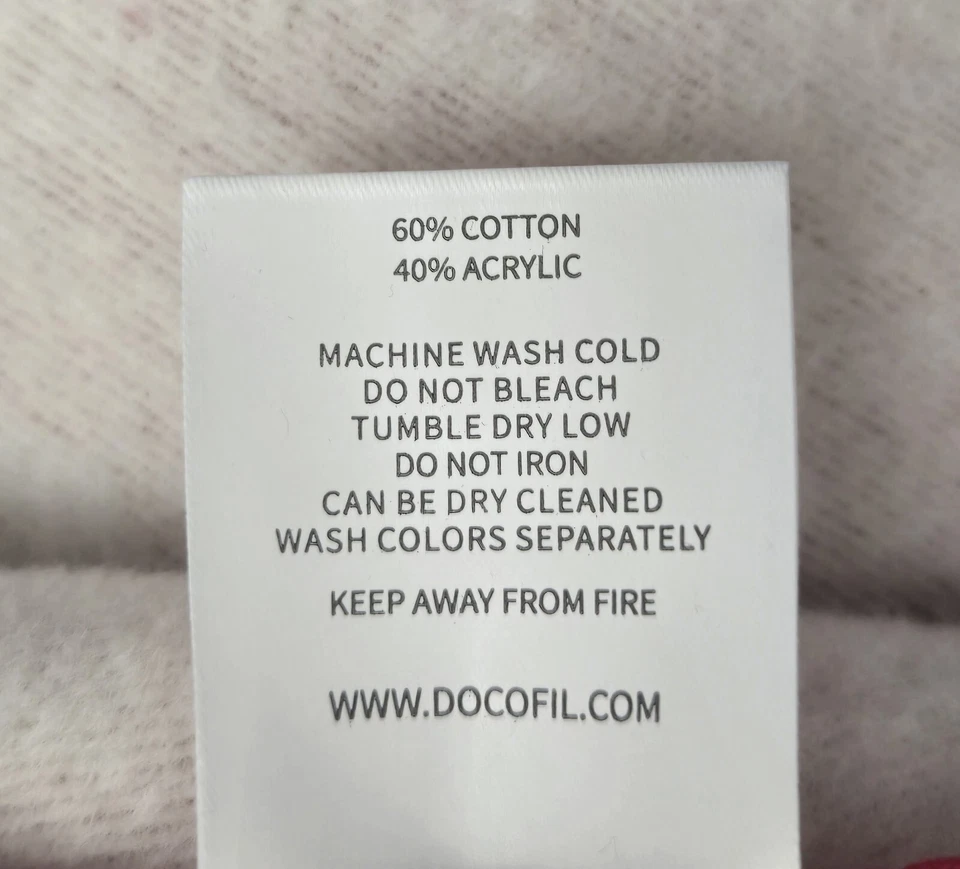 60% COTTON
40% ACRYLIC
MACHINE WASH COLD
DO NOT BLEACH
TUMBLE DRY LOW
DO NOT IRON
CAN BE DRY CLEANED
WASH COLORS SEPARATELY
KEEP AWAY FROM FIRE
WWW.DOCOFIL.COM